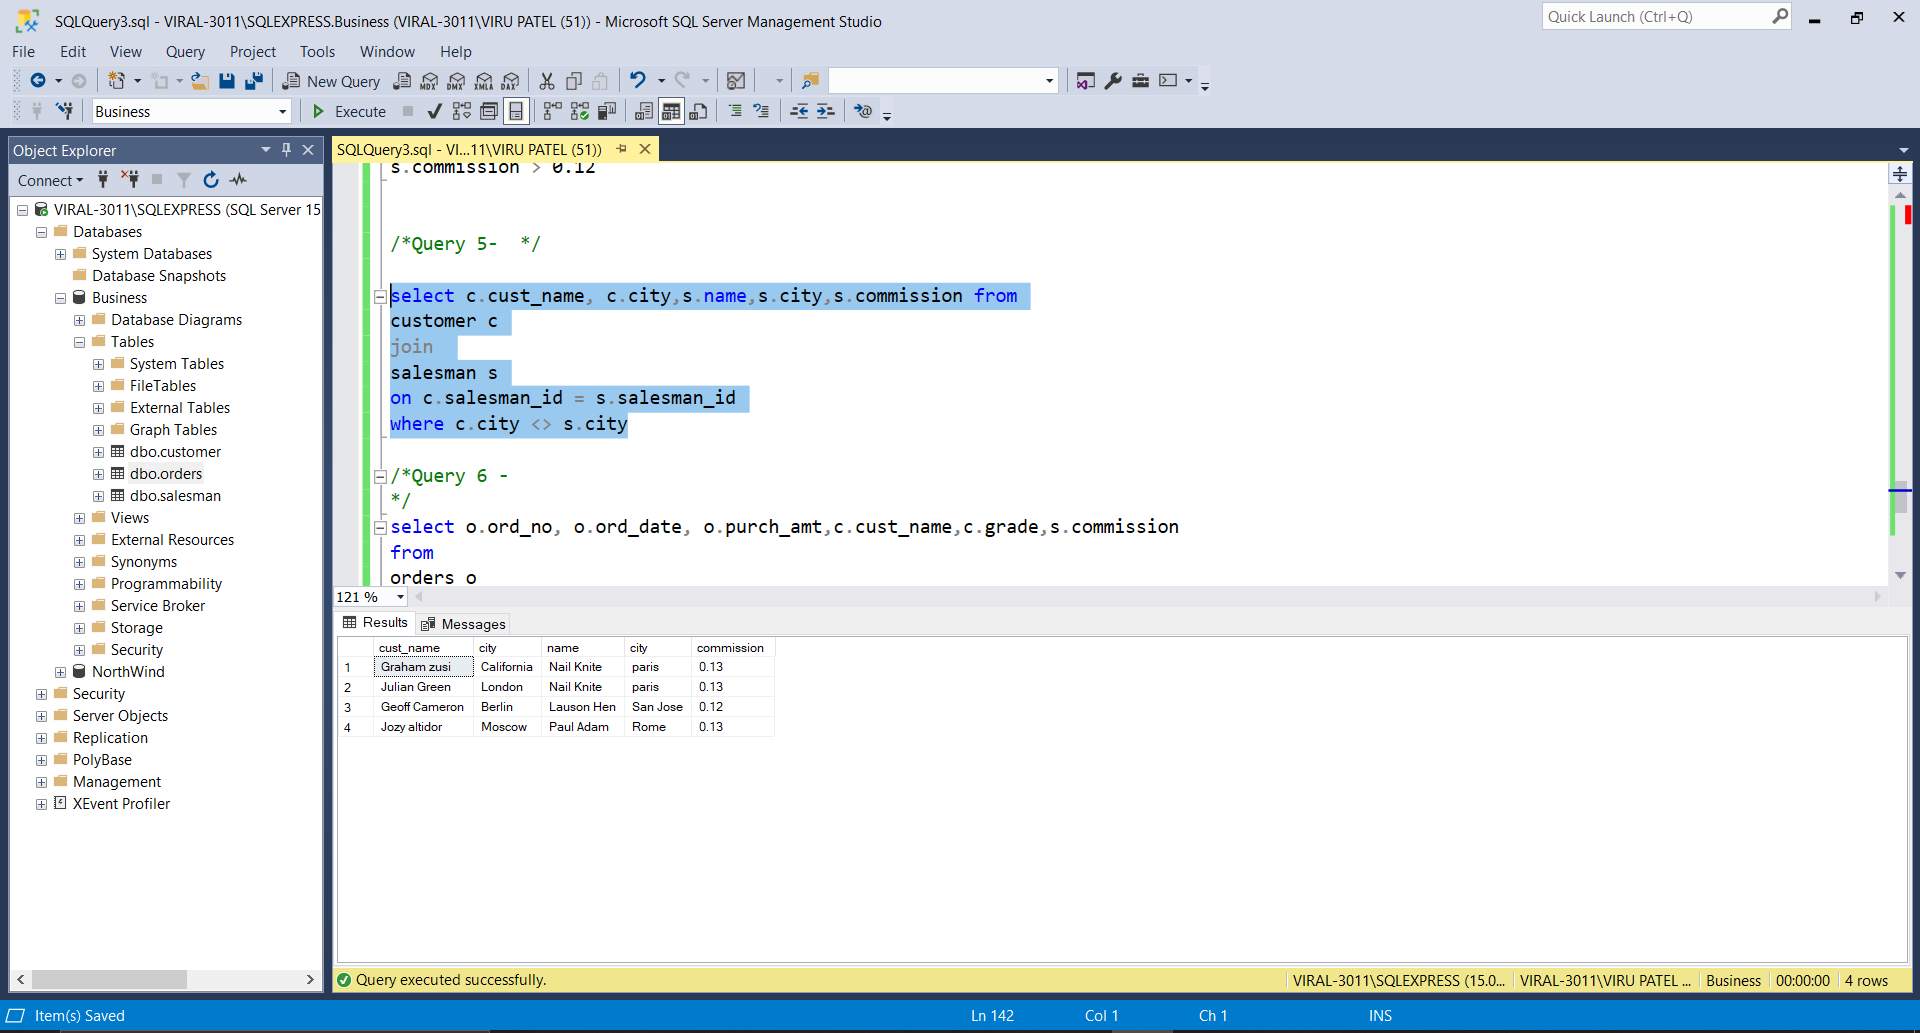 SQLQuery3.sql - VIRAL-3011\SQLEXPRESS.Business (VIRAL-3011\VIRU PATEL (51)) - Microsoft SQL Server Management Studio
Quick Launch (Ctrl+Q)
File Edit View Query Project Tools Window Help
New Query
MDX DMX XMLA DAX
Business
Execute
Object Explorer
SQLQuery3.sql - VI...11\VIRU PATEL (51))
Connect
VIRAL-3011\SQLEXPRESS (SQL Server 15
Databases
System Databases
Database Snapshots
Business
Database Diagrams
Tables
System Tables
FileTables
External Tables
Graph Tables
dbo.customer
dbo.orders
dbo.salesman
Views
External Resources
Synonyms
Programmability
Service Broker
Storage
Security
NorthWind
Security
Server Objects
Replication
PolyBase
Management
XEvent Profiler
s.commission > 0.12
/*Query 5-  */
select c.cust_name, c.city,s.name,s.city,s.commission from
customer c
join
salesman s
on c.salesman_id = s.salesman_id
where c.city <> s.city
/*Query 6 -
*/
select o.ord_no, o.ord_date, o.purch_amt,c.cust_name,c.grade,s.commission
from
orders o
121 %
Results Messages
cust_name city name city commission
1 Graham zusi California Nail Knite paris 0.13
2 Julian Green London Nail Knite paris 0.13
3 Geoff Cameron Berlin Lauson Hen San Jose 0.12
4 Jozy altidor Moscow Paul Adam Rome 0.13
Query executed successfully.
VIRAL-3011\SQLEXPRESS (15.0... VIRAL-3011\VIRU PATEL ... Business 00:00:00 4 rows
Item(s) Saved
Ln 142 Col 1 Ch 1 INS